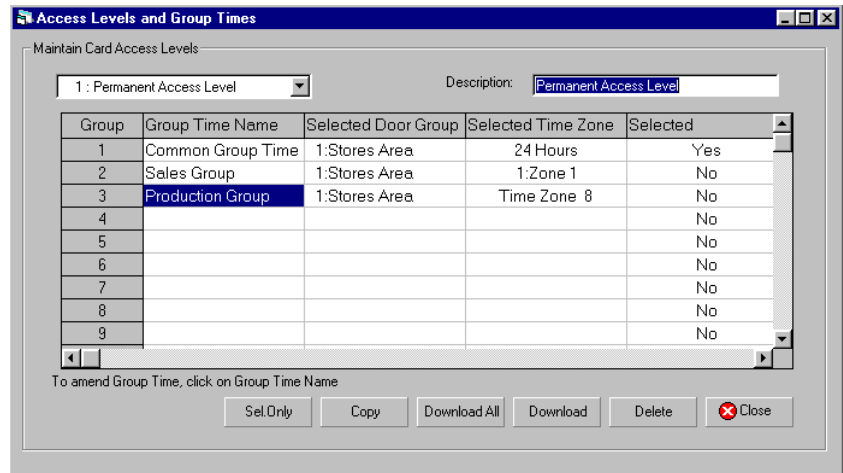 Access Levels and Group Times
Maintain Card Access Levels
1 : Permanent Access Level Description: Permanent Access Level
Group Group Time Name Selected Door Group Selected Time Zone Selected
1 Common Group Time 1:Stores Area 24 Hours Yes
2 Sales Group 1:Stores Area 1:Zone 1 No
3 Production Group 1:Stores Area Time Zone 8 No
4 No
5 No
6 No
7 No
8 No
9 No
To amend Group Time, click on Group Time Name
Sel.Only Copy Download All Download Delete Close